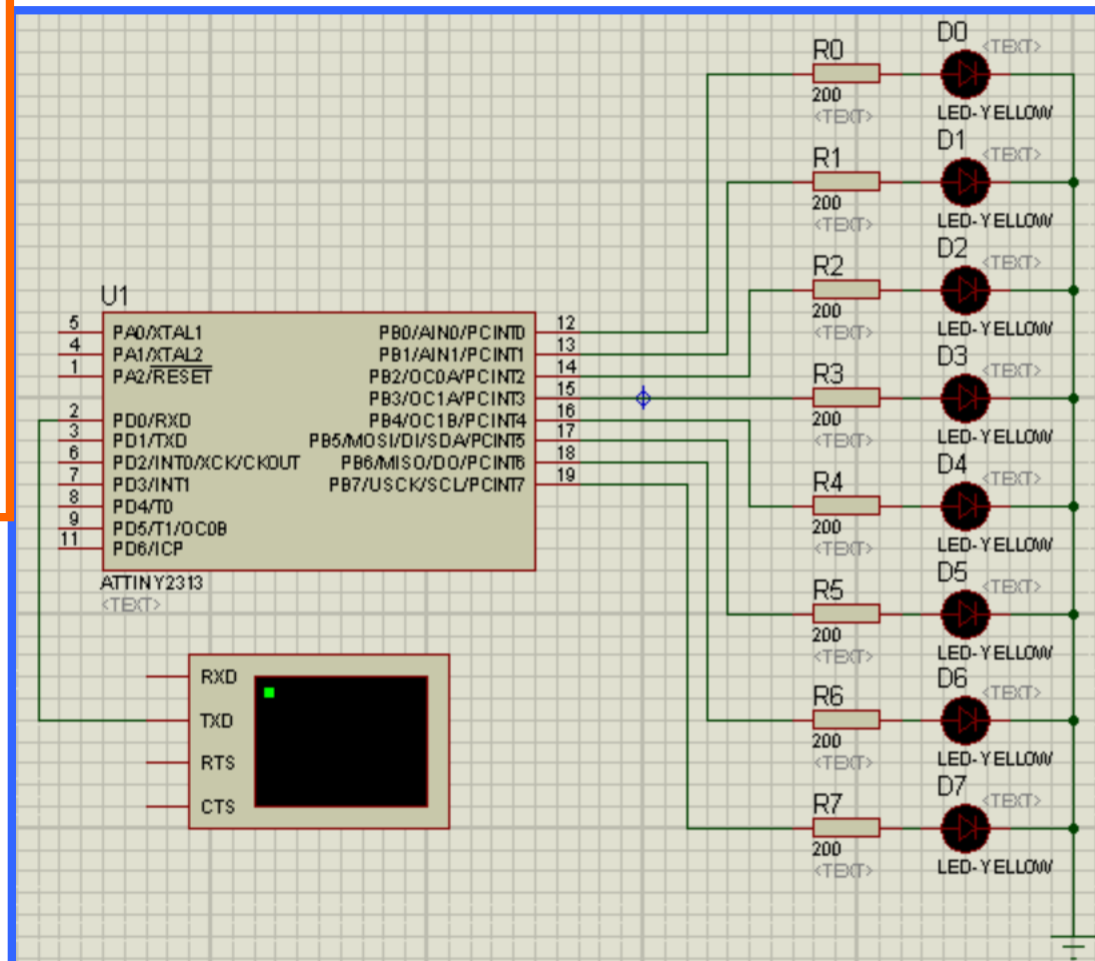 R0
200
<TEXT>
D0
<TEXT>
LED-YELLOW
R1
200
<TEXT>
D1
<TEXT>
LED-YELLOW
R2
200
<TEXT>
D2
<TEXT>
LED-YELLOW
R3
200
<TEXT>
D3
<TEXT>
LED-YELLOW
R4
200
<TEXT>
D4
<TEXT>
LED-YELLOW
R5
200
<TEXT>
D5
<TEXT>
LED-YELLOW
R6
200
<TEXT>
D6
<TEXT>
LED-YELLOW
R7
200
<TEXT>
D7
<TEXT>
LED-YELLOW
U1
5 PA0/XTAL1 PB0/AIN0/PCINT0 12
4 PA1/XTAL2 PB1/AIN1/PCINT1 13
1 PA2/RESET PB2/OC0A/PCINT2 14
PB3/OC1A/PCINT3 15
2 PD0/RXD PB4/OC1B/PCINT4 16
3 PD1/TXD PB5/MOSI/DI/SDA/PCINT5 17
6 PD2/INT0/XCK/CKOUT PB6/MISO/DO/PCINT6 18
7 PD3/INT1 PB7/USCK/SCL/PCINT7 19
8 PD4/T0
9 PD5/T1/OC0B
11 PD6/ICP
ATTINY2313
<TEXT>
RXD
TXD
RTS
CTS